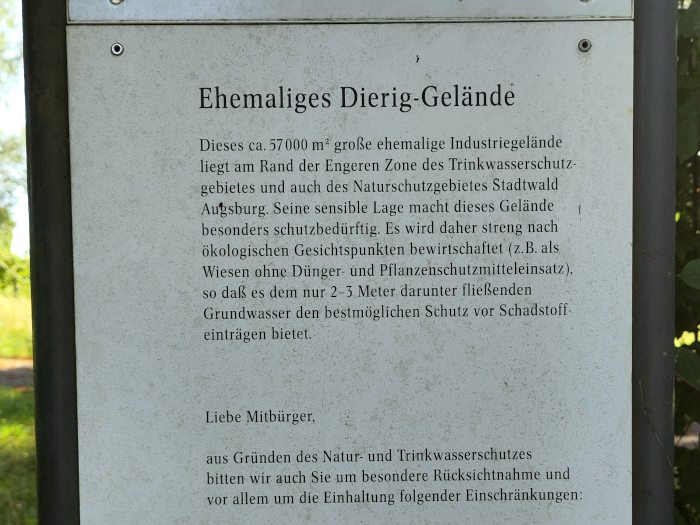 Ehemaliges Dierig-Gelände
Dieses ca. 57 000 m² große ehemalige Industriegelände
liegt am Rand der Engeren Zone des Trinkwasserschutz-
gebietes und auch des Naturschutzgebietes Stadtwald
Augsburg. Seine sensible Lage macht dieses Gelände
besonders schutzbedürftig. Es wird daher streng nach
ökologischen Gesichtspunkten bewirtschaftet (z. B. als
Wiesen ohne Dünger- und Pflanzenschutzmitteleinsatz),
so daß es dem nur 2–3 Meter darunter fließenden
Grundwasser den bestmöglichen Schutz vor Schadstoff-
einträgen bietet.
Liebe Mitbürger,
aus Gründen des Natur- und Trinkwasserschutzes
bitten wir auch Sie um besondere Rücksichtnahme und
vor allem um die Einhaltung folgender Einschränkungen: